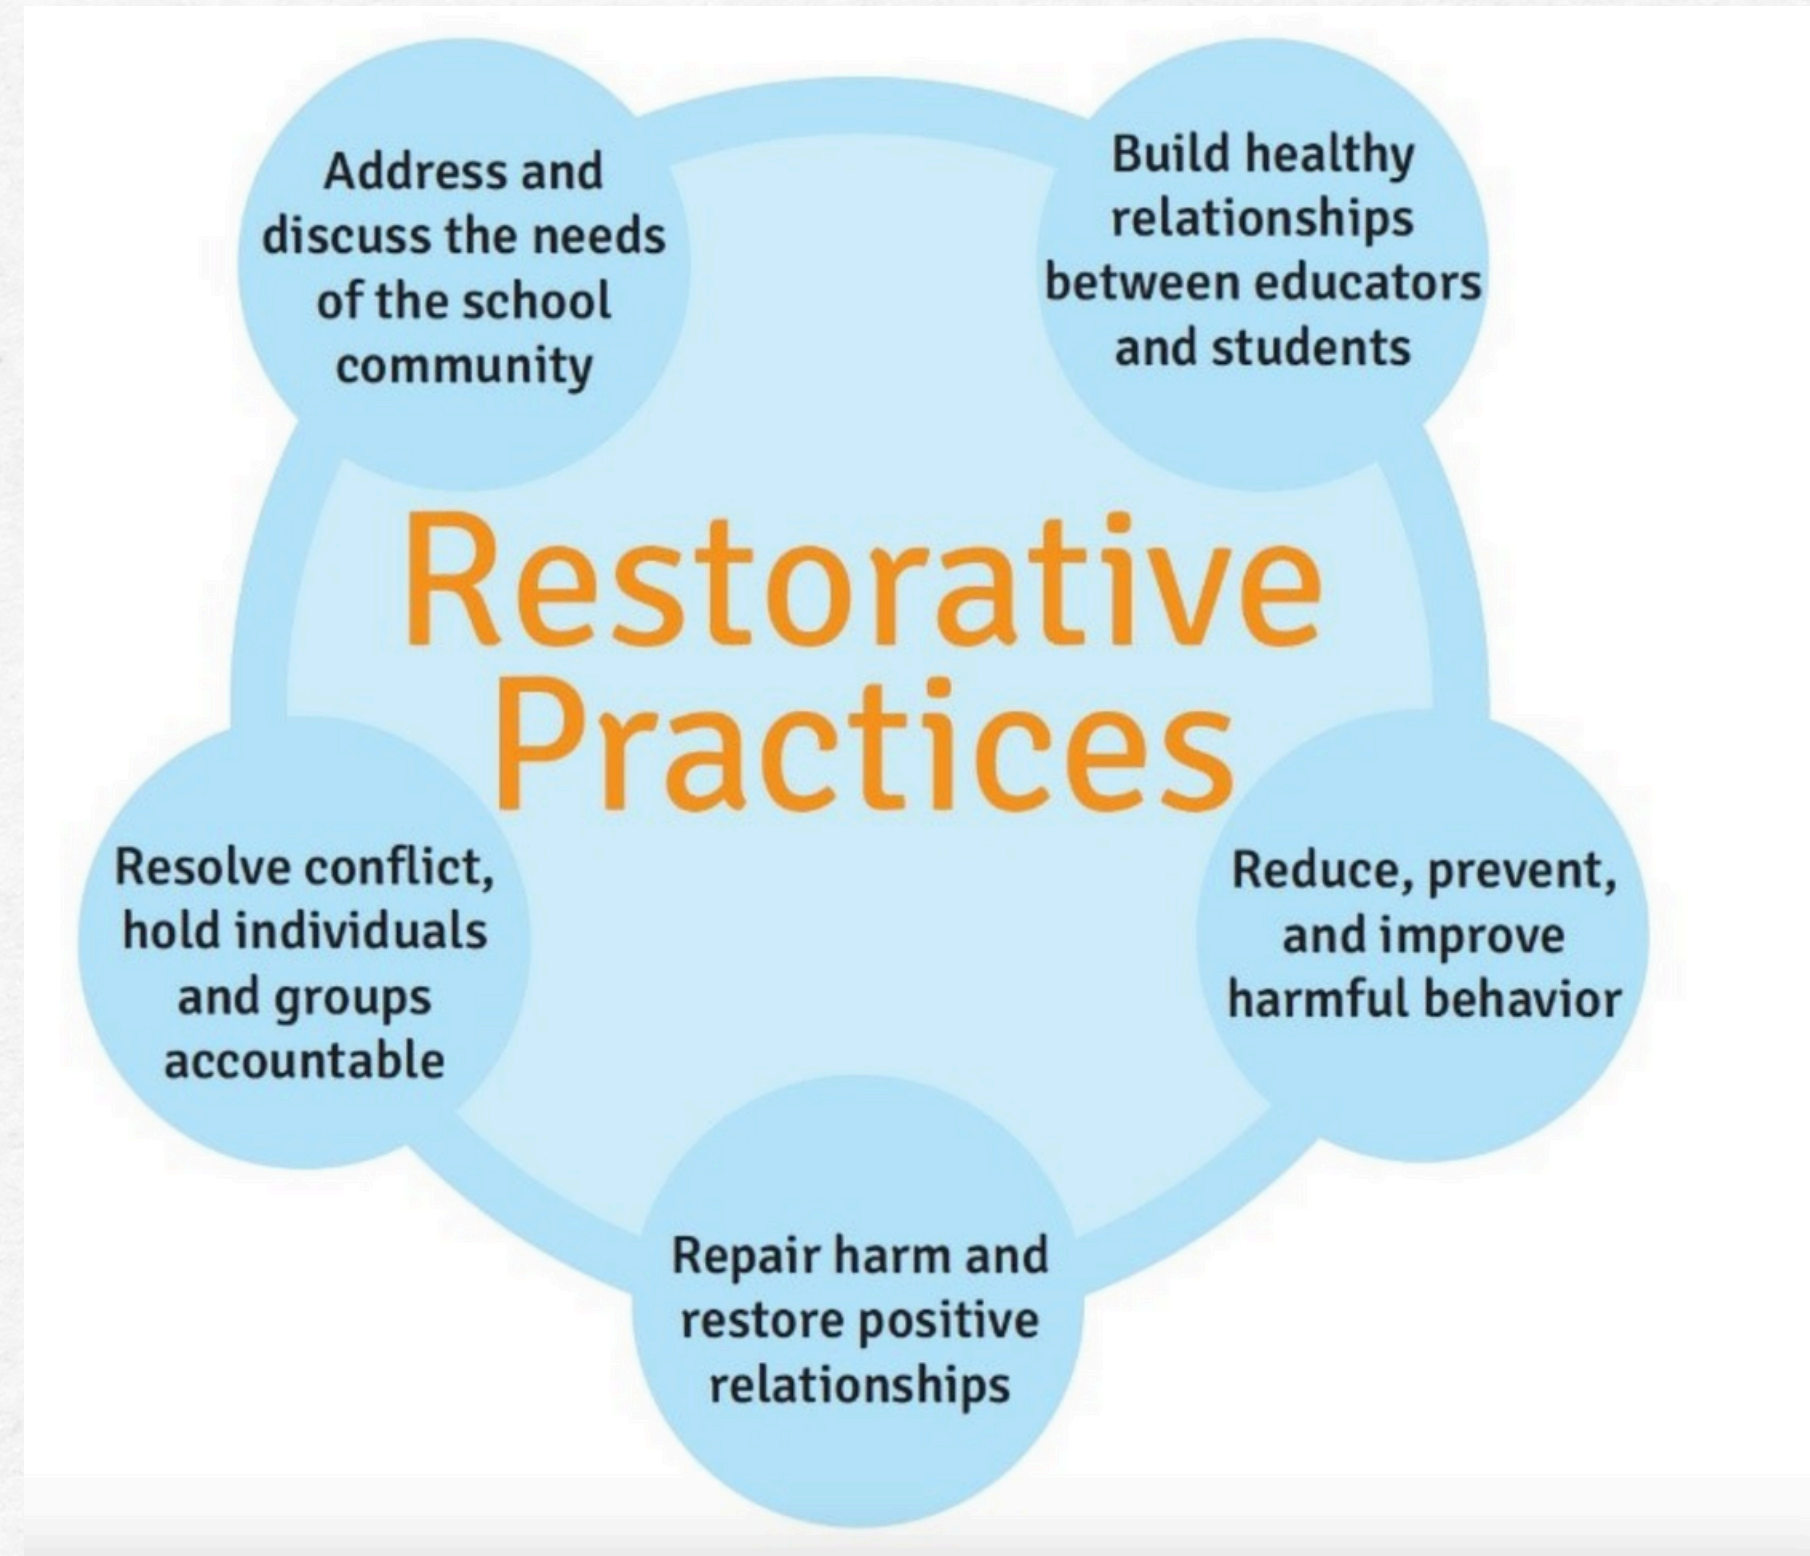 Address and
discuss the needs
of the school
community
Build healthy
relationships
between educators
and students
Restorative
Practices
Resolve conflict,
hold individuals
and groups
accountable
Reduce, prevent,
and improve
harmful behavior
Repair harm and
restore positive
relationships